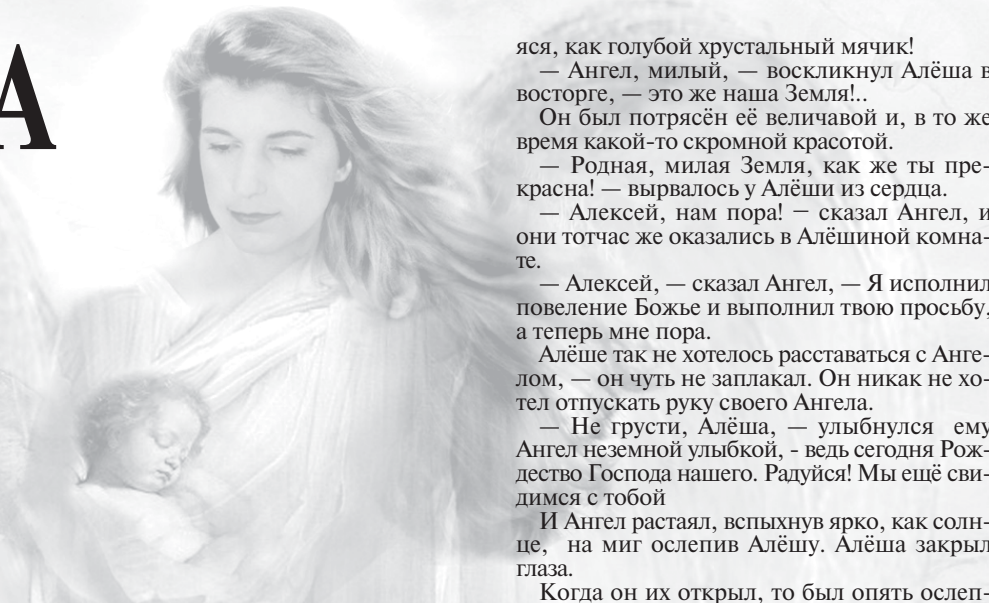 А
яся, как голубой хрустальный мячик!
— Ангел, милый, — воскликнул Алёша в
восторге, — это же наша Земля!..
Он был потрясён её величавой и, в то же
время какой-то скромной красотой.
— Родная, милая Земля, как же ты пре-
красна! — вырвалось у Алёши из сердца.
— Алексей, нам пора! — сказал Ангел, и
они тотчас же оказались в Алёшиной комна-
те.
— Алексей, — сказал Ангел, — Я исполнил
повеление Божье и выполнил твою просьбу,
а теперь мне пора.
Алёше так не хотелось расставаться с Анге-
лом, — он чуть не заплакал. Он никак не хо-
тел отпускать руку своего Ангела.
— Не грусти, Алёша, — улыбнулся ему
Ангел неземной улыбкой, - ведь сегодня Рож-
дество Господа нашего. Радуйся! Мы ещё сви-
димся с тобой
И Ангел растаял, вспыхнув ярко, как солн-
це, на миг ослепив Алёшу. Алёша закрыл
глаза.
Когда он их открыл, то был опять ослеп-